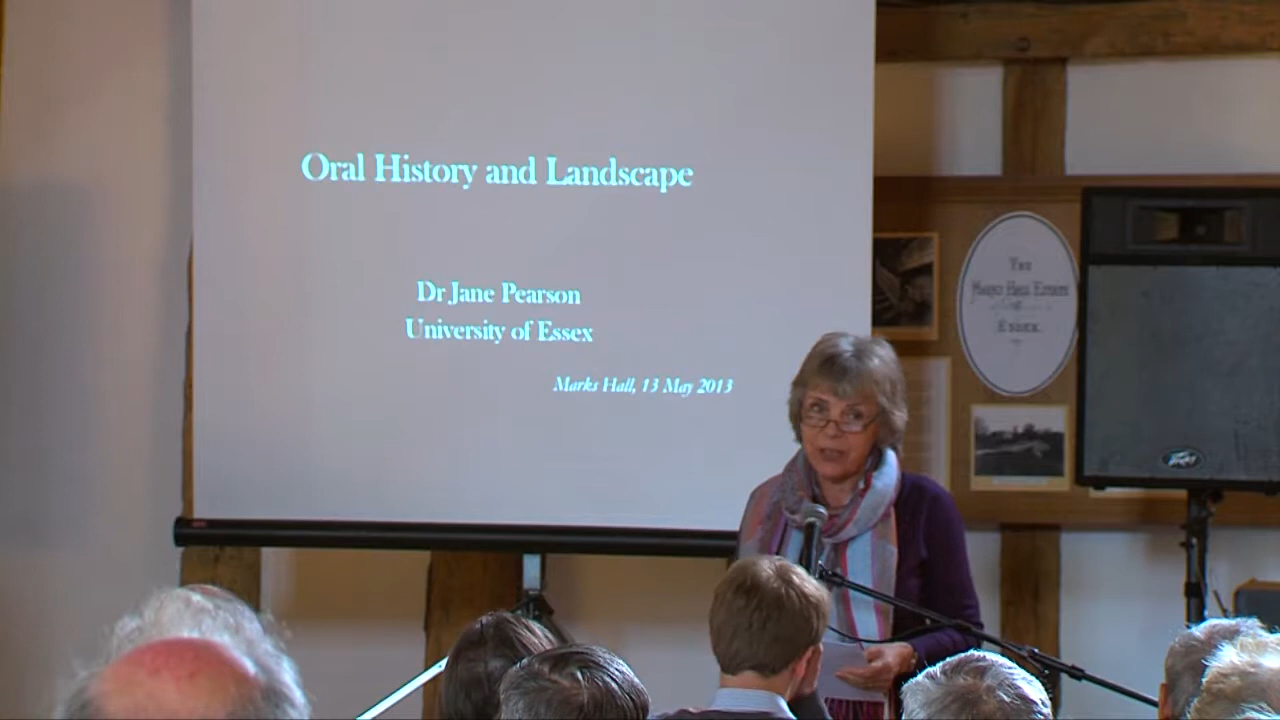 Oral History and Landscape
Dr Jane Pearson
University of Essex
Marks Hall, 13 May 2013
THE
MARKS HALL ESTATE
ESSEX.
PEAVEY